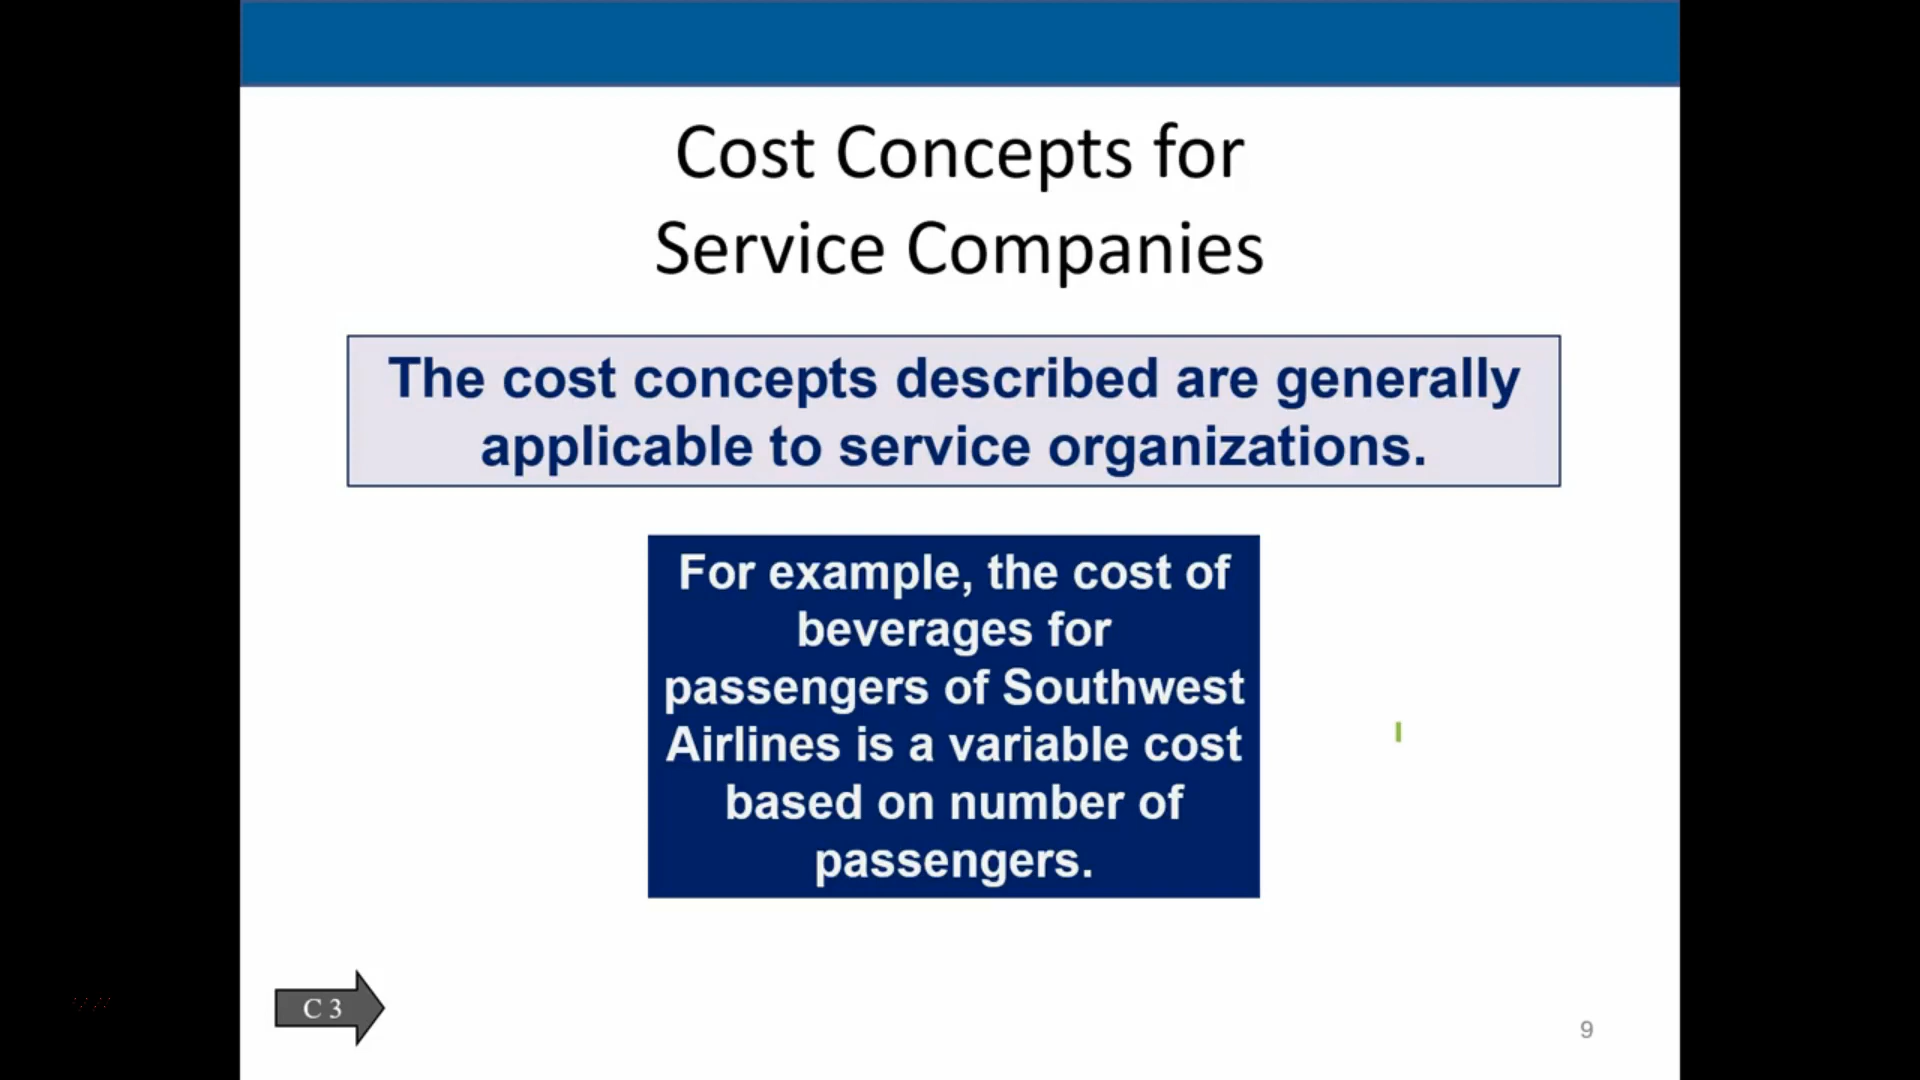 Cost Concepts for
Service Companies
The cost concepts described are generally
applicable to service organizations.
For example, the cost of
beverages for
passengers of Southwest
Airlines is a variable cost
based on number of
passengers.
C 3
9